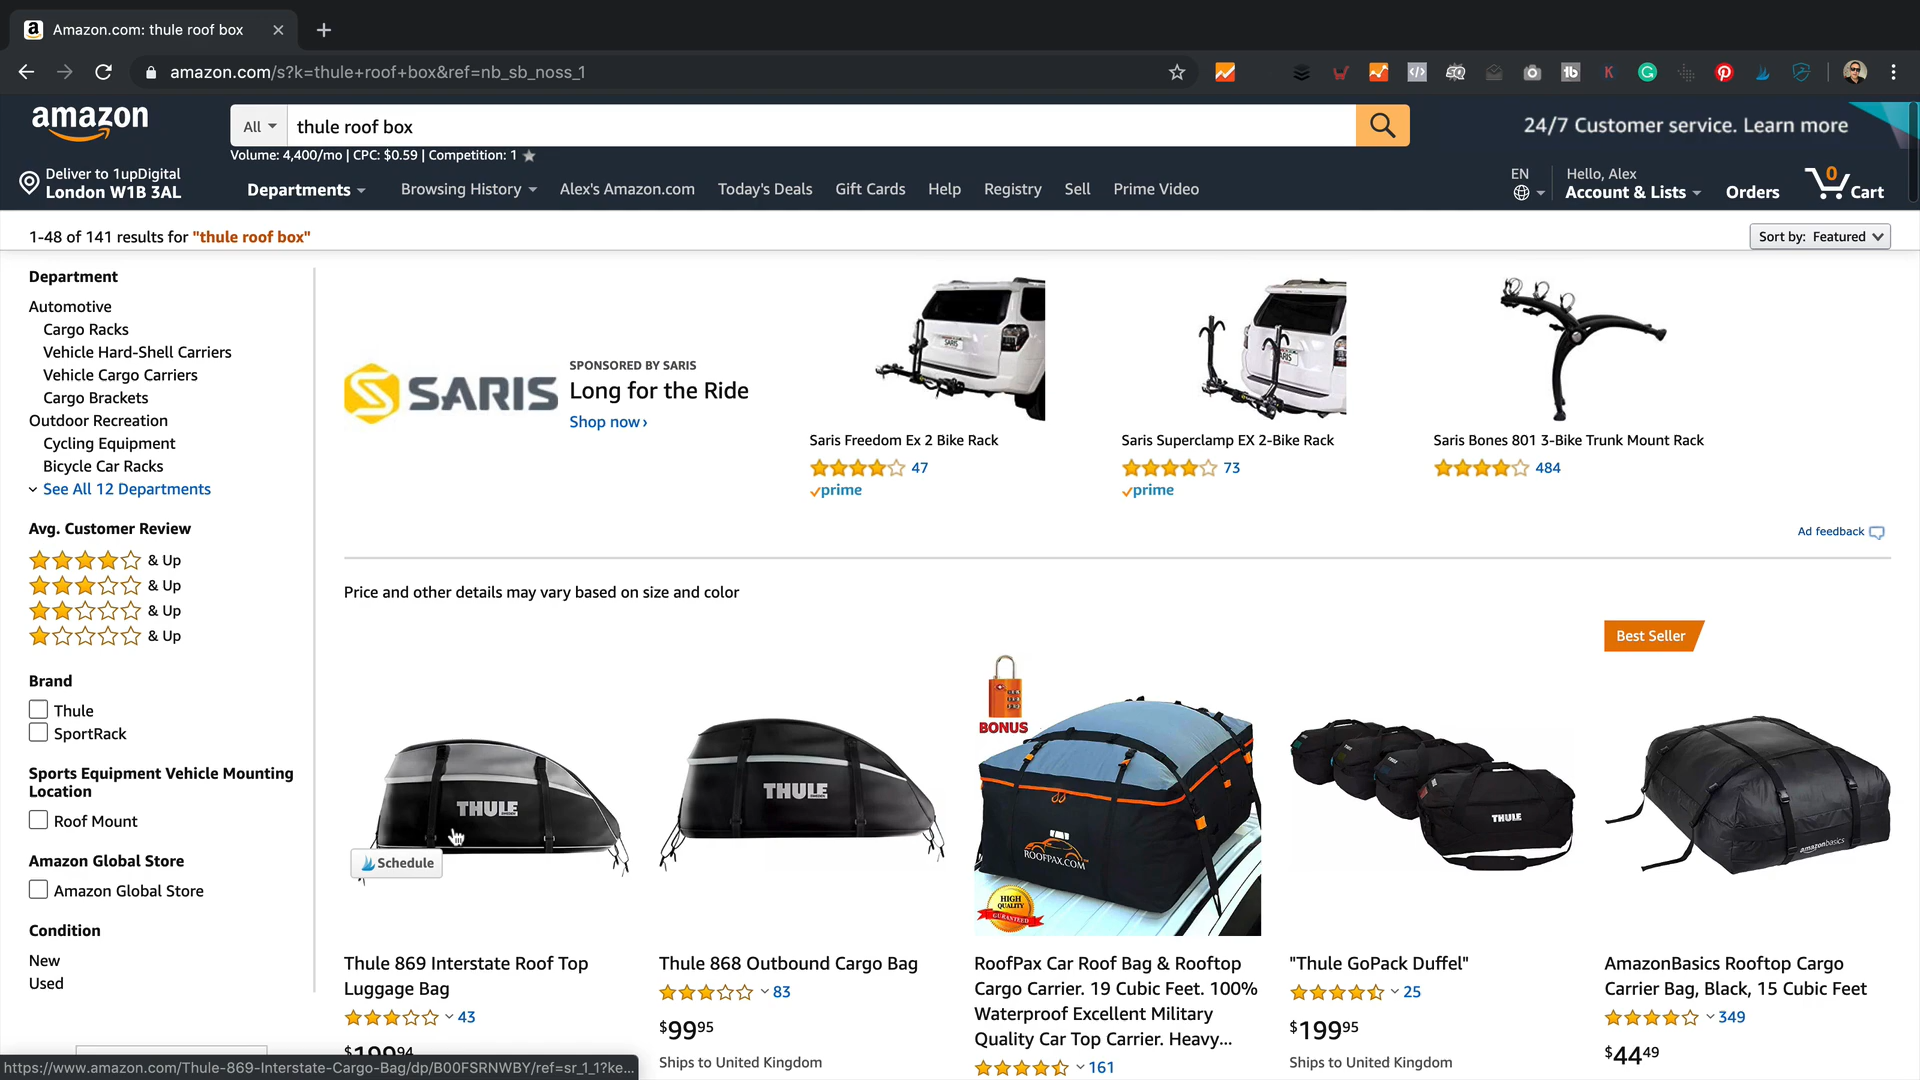 Amazon.com: thule roof box
amazon.com/s?k=thule+roof+box&ref=nb_sb_noss_1
amazon
All
thule roof box
24/7 Customer service. Learn more
Volume: 4,400/mo | CPC: $0.59 | Competition: 1
Deliver to 1upDigital
London W1B 3AL
Departments
Browsing History
Alex's Amazon.com
Today's Deals
Gift Cards
Help
Registry
Sell
Prime Video
EN
Hello, Alex
Account & Lists
Orders
0
Cart
1-48 of 141 results for "thule roof box"
Sort by: Featured
Department
Automotive
Cargo Racks
Vehicle Hard-Shell Carriers
Vehicle Cargo Carriers
Cargo Brackets
Outdoor Recreation
Cycling Equipment
Bicycle Car Racks
See All 12 Departments
Avg. Customer Review
& Up
& Up
& Up
& Up
Brand
Thule
SportRack
Sports Equipment Vehicle Mounting
Location
Roof Mount
Amazon Global Store
Amazon Global Store
Condition
New
Used
SARIS
SPONSORED BY SARIS
Long for the Ride
Shop now ›
SARIS
SARIS
Saris Freedom Ex 2 Bike Rack
47
prime
Saris Superclamp EX 2-Bike Rack
73
prime
Saris Bones 801 3-Bike Trunk Mount Rack
484
Ad feedback
Price and other details may vary based on size and color
Best Seller
THULE
Schedule
THULE
BONUS
ROOFPAX.COM
HIGH
QUALITY
THULE
amazonbasics
Thule 869 Interstate Roof Top
Luggage Bag
43
$199.94
Thule 868 Outbound Cargo Bag
83
$99.95
Ships to United Kingdom
RoofPax Car Roof Bag & Rooftop
Cargo Carrier. 19 Cubic Feet. 100%
Waterproof Excellent Military
Quality Car Top Carrier. Heavy...
161
"Thule GoPack Duffel"
25
$199.95
Ships to United Kingdom
AmazonBasics Rooftop Cargo
Carrier Bag, Black, 15 Cubic Feet
349
$44.49
https://www.amazon.com/Thule-869-Interstate-Cargo-Bag/dp/B00FSRNWBY/ref=sr_1_1?ke...